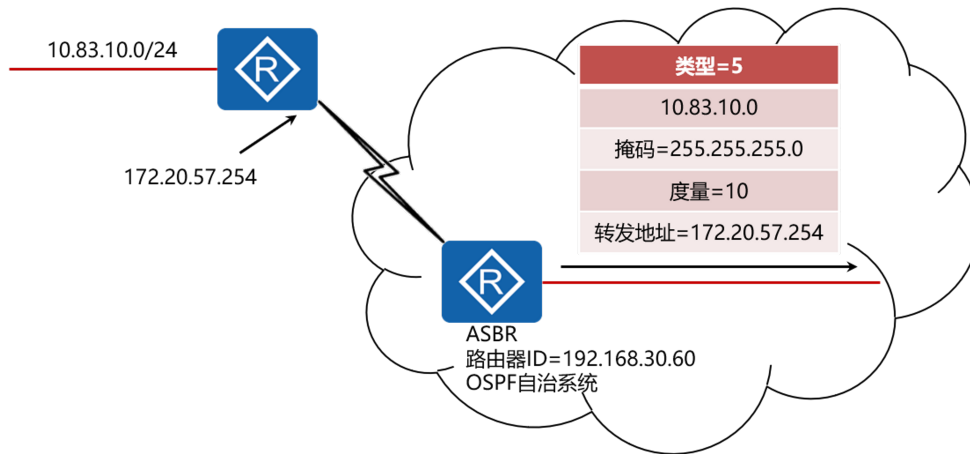 10.83.10.0/24
R
172.20.57.254
类型=5
10.83.10.0
掩码=255.255.255.0
度量=10
转发地址=172.20.57.254
R
ASBR
路由器ID=192.168.30.60
OSPF自治系统